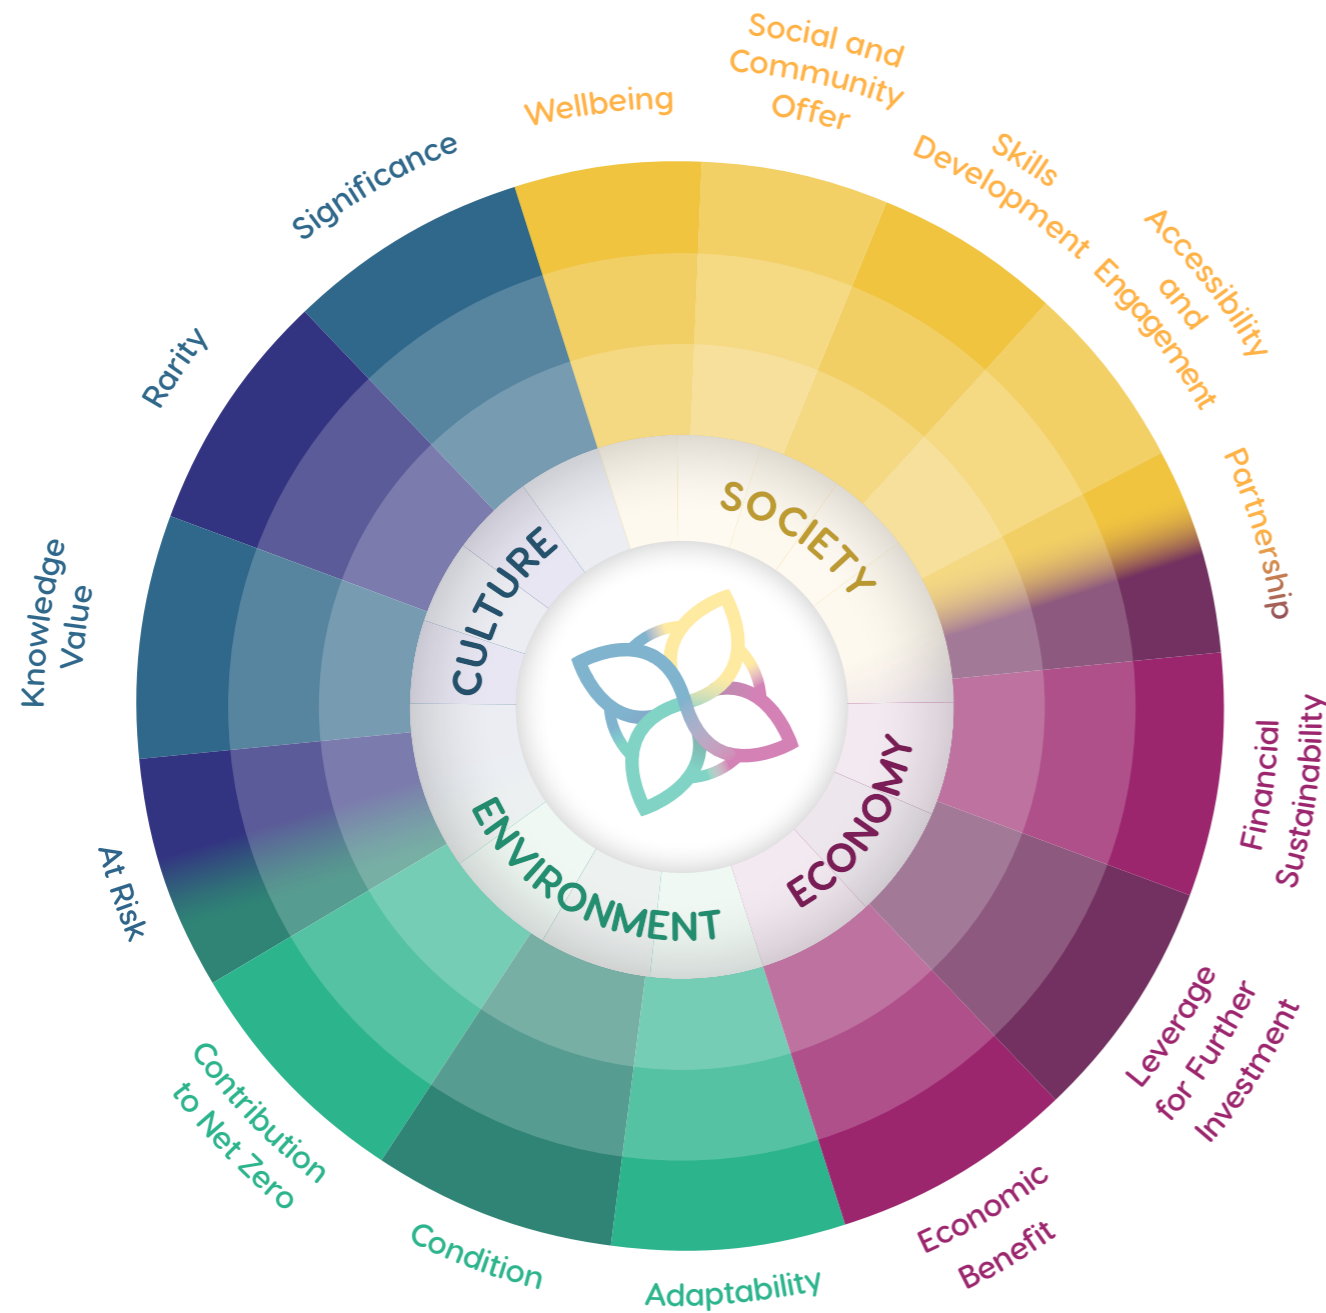 Wellbeing
Social and
Community
Offer
Skills
Development
Accessibility
and
Engagement
Partnership
Financial
Sustainability
Leverage
for Further
Investment
Economic
Benefit
Adaptability
Condition
Contribution
to Net Zero
At Risk
Knowledge
Value
Rarity
Significance
SOCIETY
ECONOMY
ENVIRONMENT
CULTURE